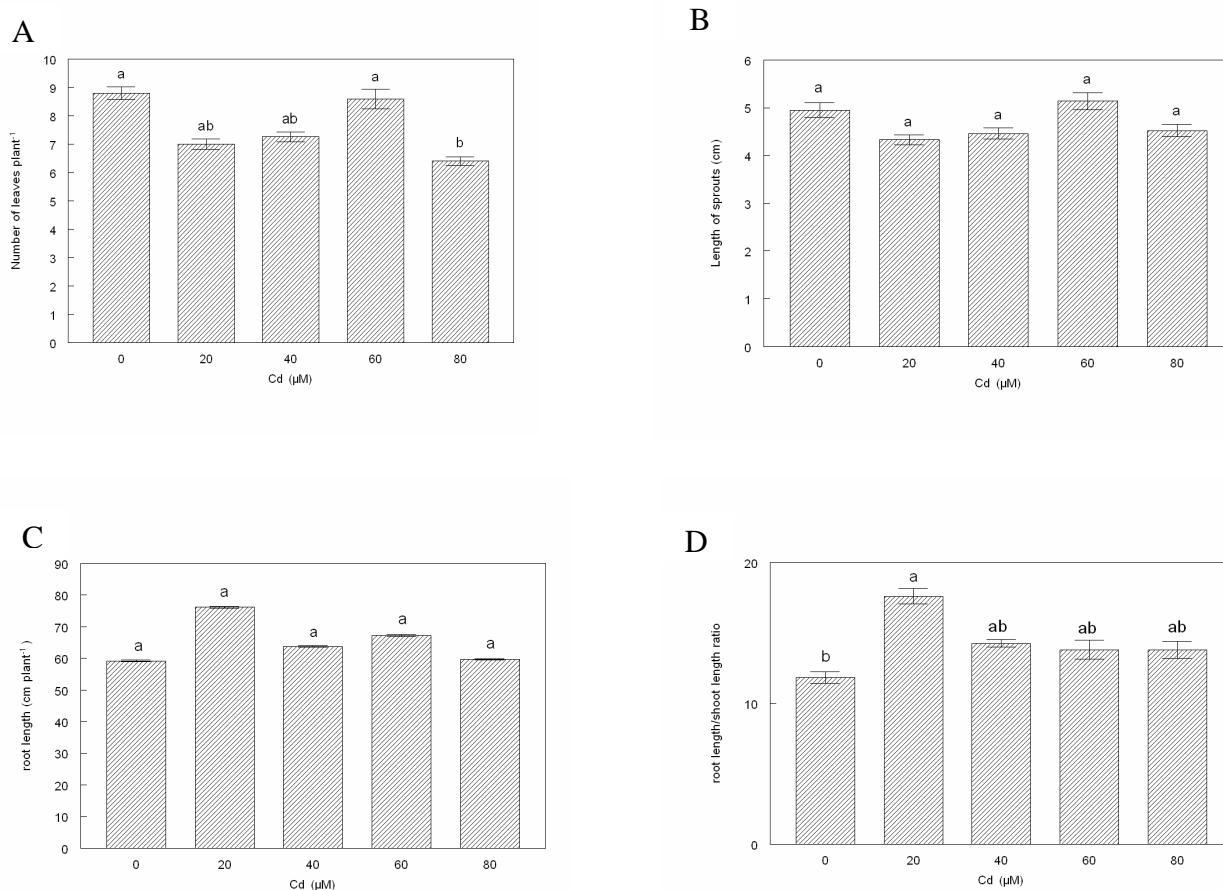 A
Number of leaves plant⁻¹
10
9
8
7
6
5
4
3
2
1
0
a
ab
ab
a
b
0 20 40 60 80
Cd (µM)
B
Length of sprouts (cm)
6
5
4
3
2
1
0
a
a
a
a
a
0 20 40 60 80
Cd (µM)
C
root length (cm plant⁻¹)
90
80
70
60
50
40
30
20
10
0
a
a
a
a
a
0 20 40 60 80
Cd (µM)
D
root length/shoot length ratio
20
10
0
b
a
ab
ab
ab
0 20 40 60 80
Cd (µM)